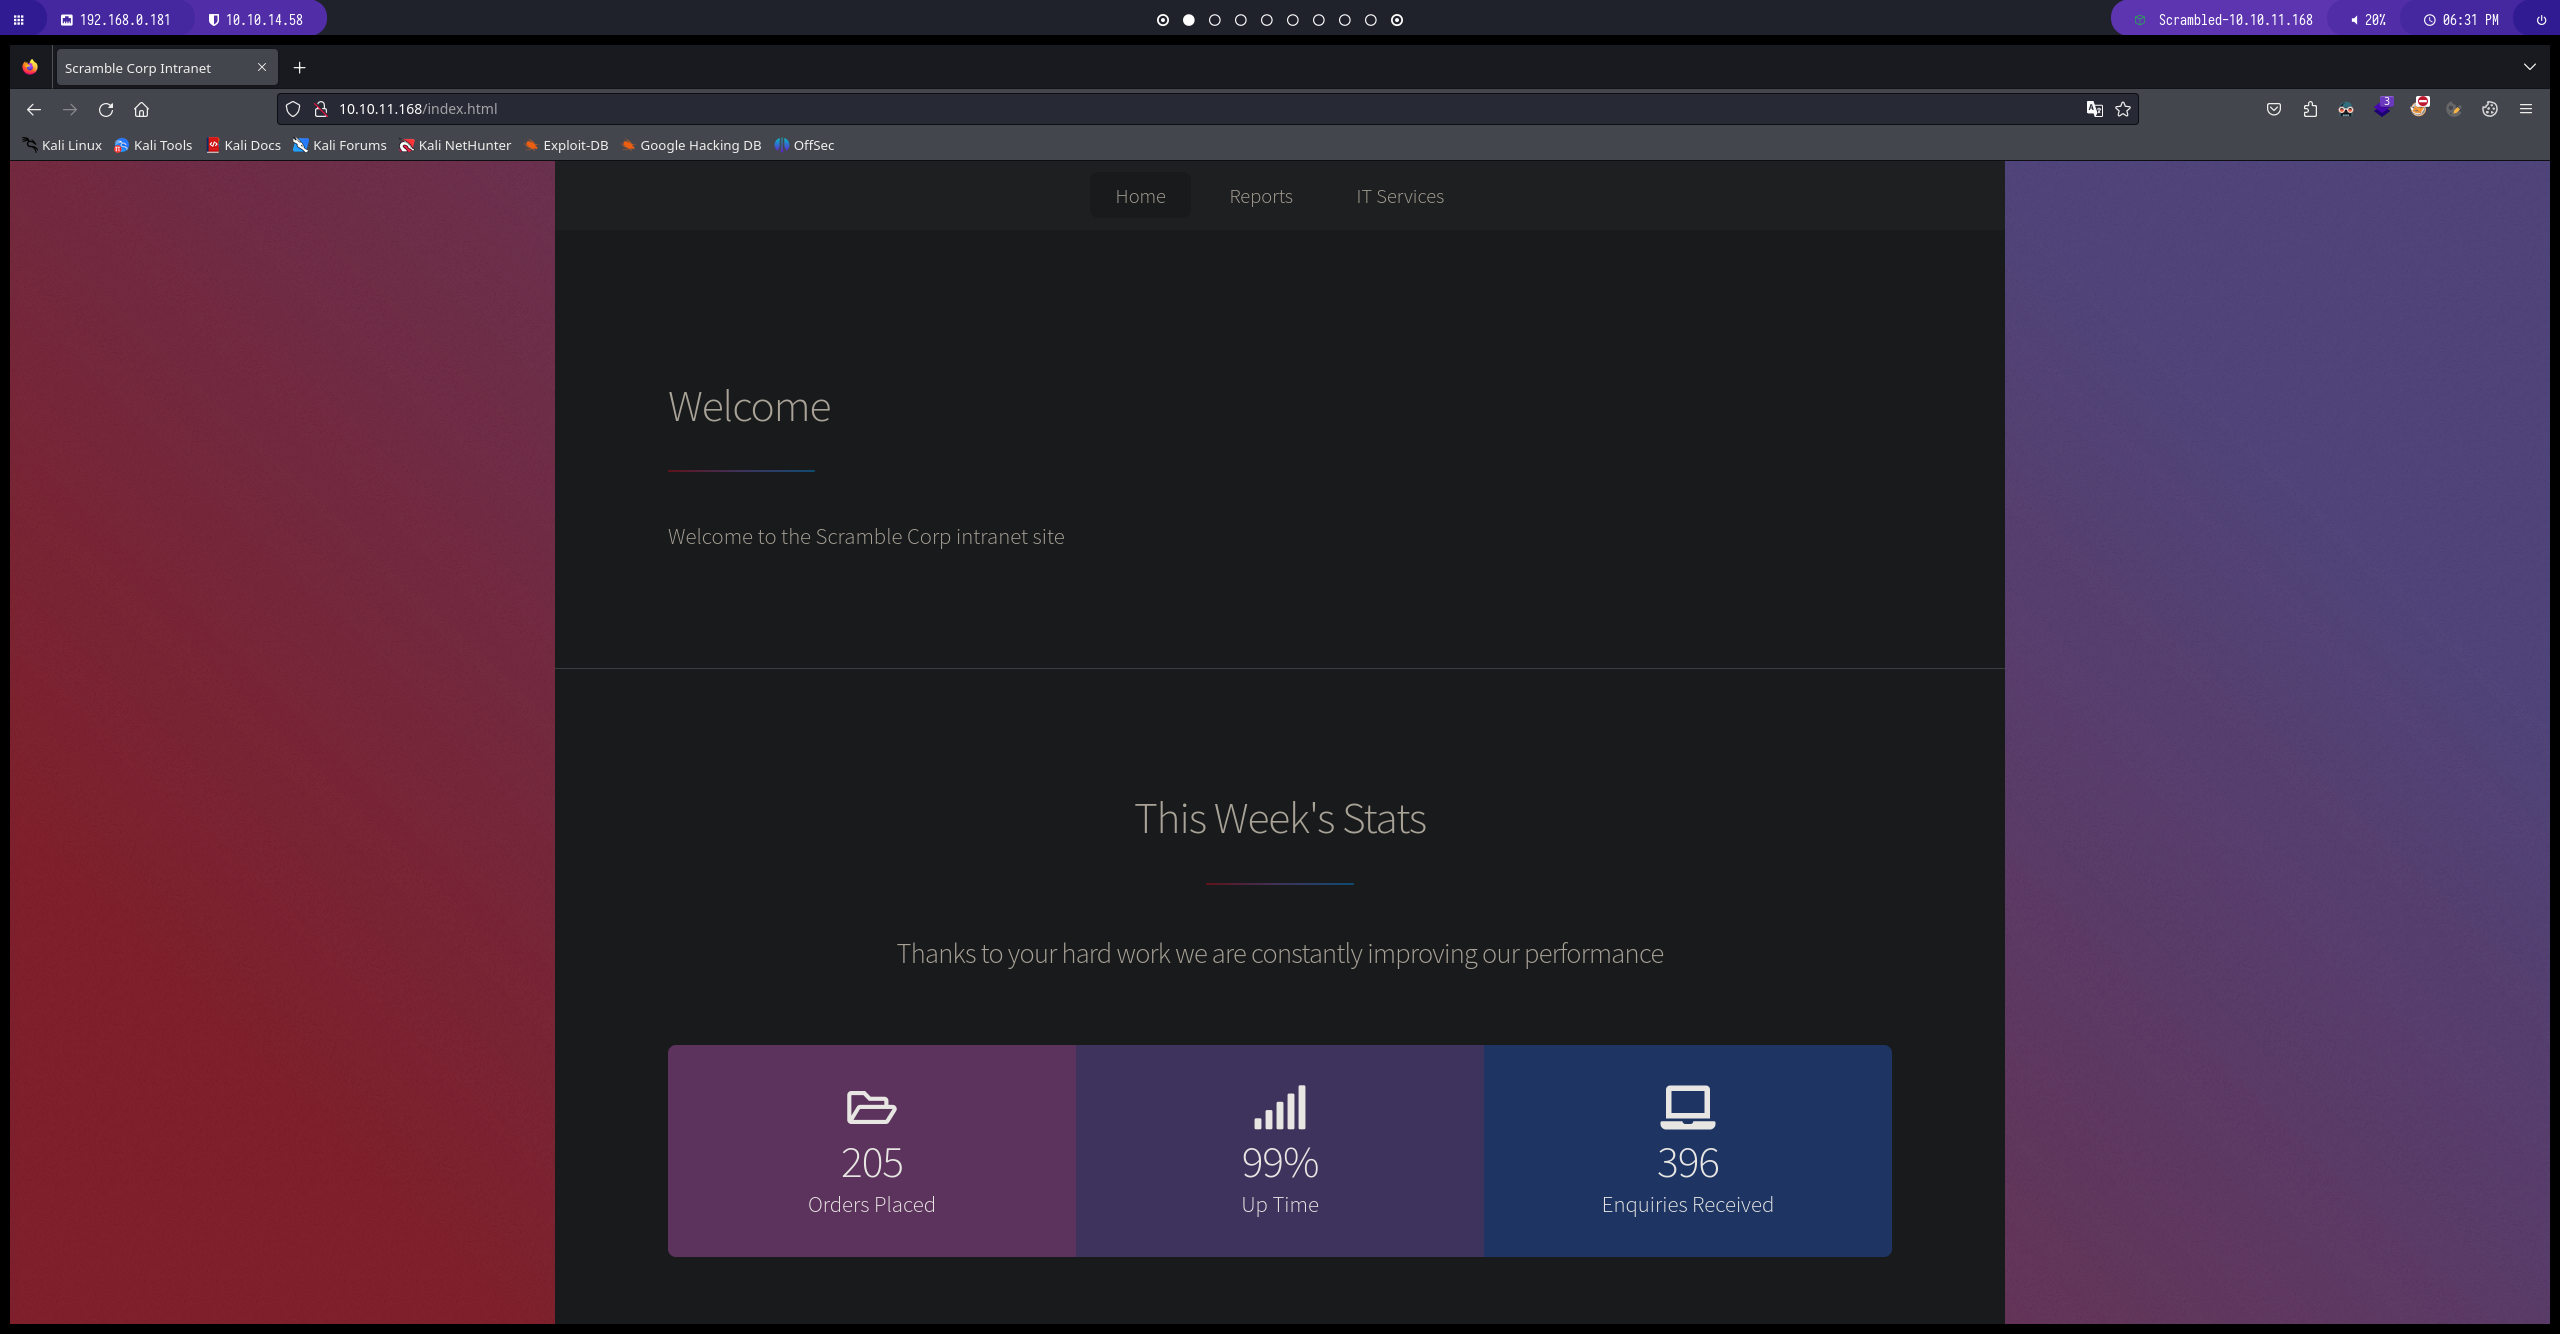 192.168.0.181 10.10.14.58 Scrambled-10.10.11.168 20% 06:31 PM
Scramble Corp Intranet
10.10.11.168/index.html 3
Kali Linux Kali Tools Kali Docs Kali Forums Kali NetHunter Exploit-DB Google Hacking DB OffSec
Home Reports IT Services
Welcome
Welcome to the Scramble Corp intranet site
This Week's Stats
Thanks to your hard work we are constantly improving our performance
205 99% 396
Orders Placed Up Time Enquiries Received